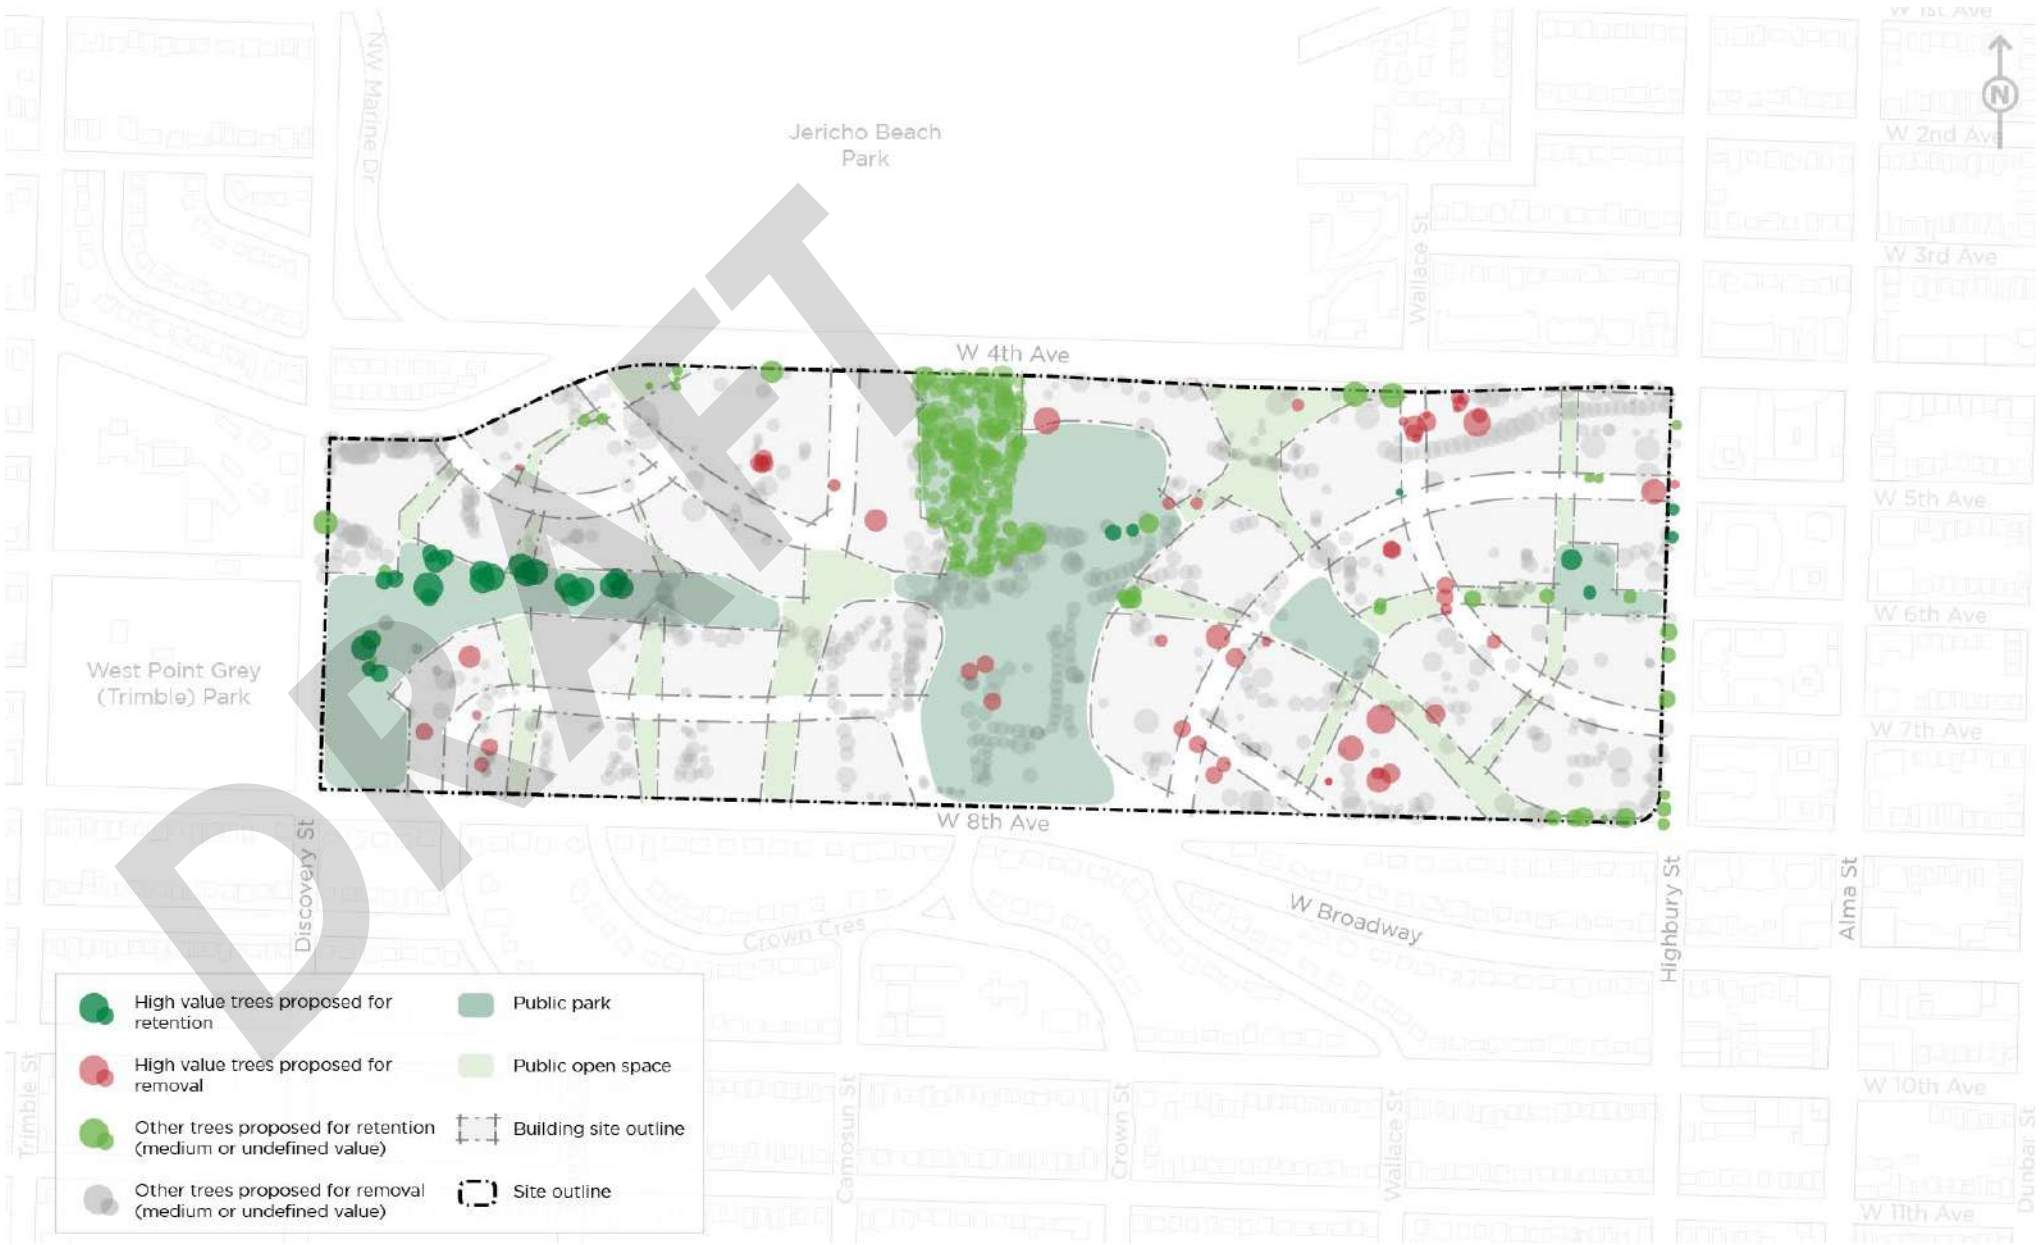 W 1st Ave
NW Marine Dr
N
Jericho Beach
Park
W 2nd Ave
Wallace St
W 3rd Ave
W 4th Ave
W 5th Ave
W 6th Ave
West Point Grey
(Trimble) Park
W 7th Ave
W 8th Ave
Discovery St
Highbury St
Alma St
W Broadway
Crown Cres
DRAFT
High value trees proposed for
retention
High value trees proposed for
removal
Other trees proposed for retention
(medium or undefined value)
Other trees proposed for removal
(medium or undefined value)
Public park
Public open space
Building site outline
Site outline
Trimble St
Camosun St
Crown St
Wallace St
W 10th Ave
Dunbar St
W 11th Ave